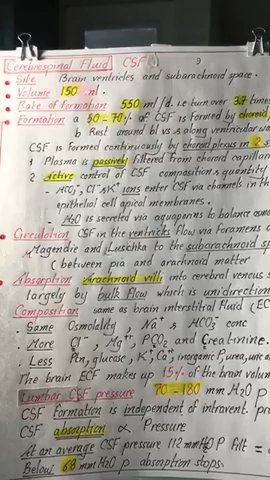 Cerebrospinal Fluid CSF 9
• Site Brain ventricles and subarachnoid space.
• Volume 150 ml.
• Rate of formation 550 ml/d. i.e turn over 3.7 times
• Formation a 50-70% of CSF is formed by choroid
b Rest around bl vs s along ventricular wa
CSF is formed continuously by choroid plexus in 2 s
1 Plasma is passively filtered from choroid capillar
2 Active control of CSF composition & quantity
- HCO₃⁻, Cl⁻ & K⁺ ions enter CSF via channels in th
epithelial cell apical membranes.
- H₂O is secreted via aquaporins to balance osmo
• Circulation CSF in the ventricles flow via foramens o
Magendie and Luschka to the subarachnoid sp
(between pia and arachnoid matter
• Absorption Arachnoid villi into cerebral venous s
largely by bulk flow which is unidirection
• Composition same as brain interstitial fluid (EC
- Same Osmolality, Na⁺ & HCO₃⁻ conc
- More Cl⁻, Mg⁺⁺, PCO₂ and Creatinine.
- Less Ptn, glucose, K⁺, Ca⁺⁺, inorganic P, urea, uric a
The brain ECF makes up 15% of the brain volum
Lumbar CSF pressure 70-180 mm H₂O p
CSF formation is independent of intravent. pr
CSF absorption ∝ Pressure
At an average CSF pressure 112 mmH₂O P filt =
Below 68 mm H₂O p absorption stops.